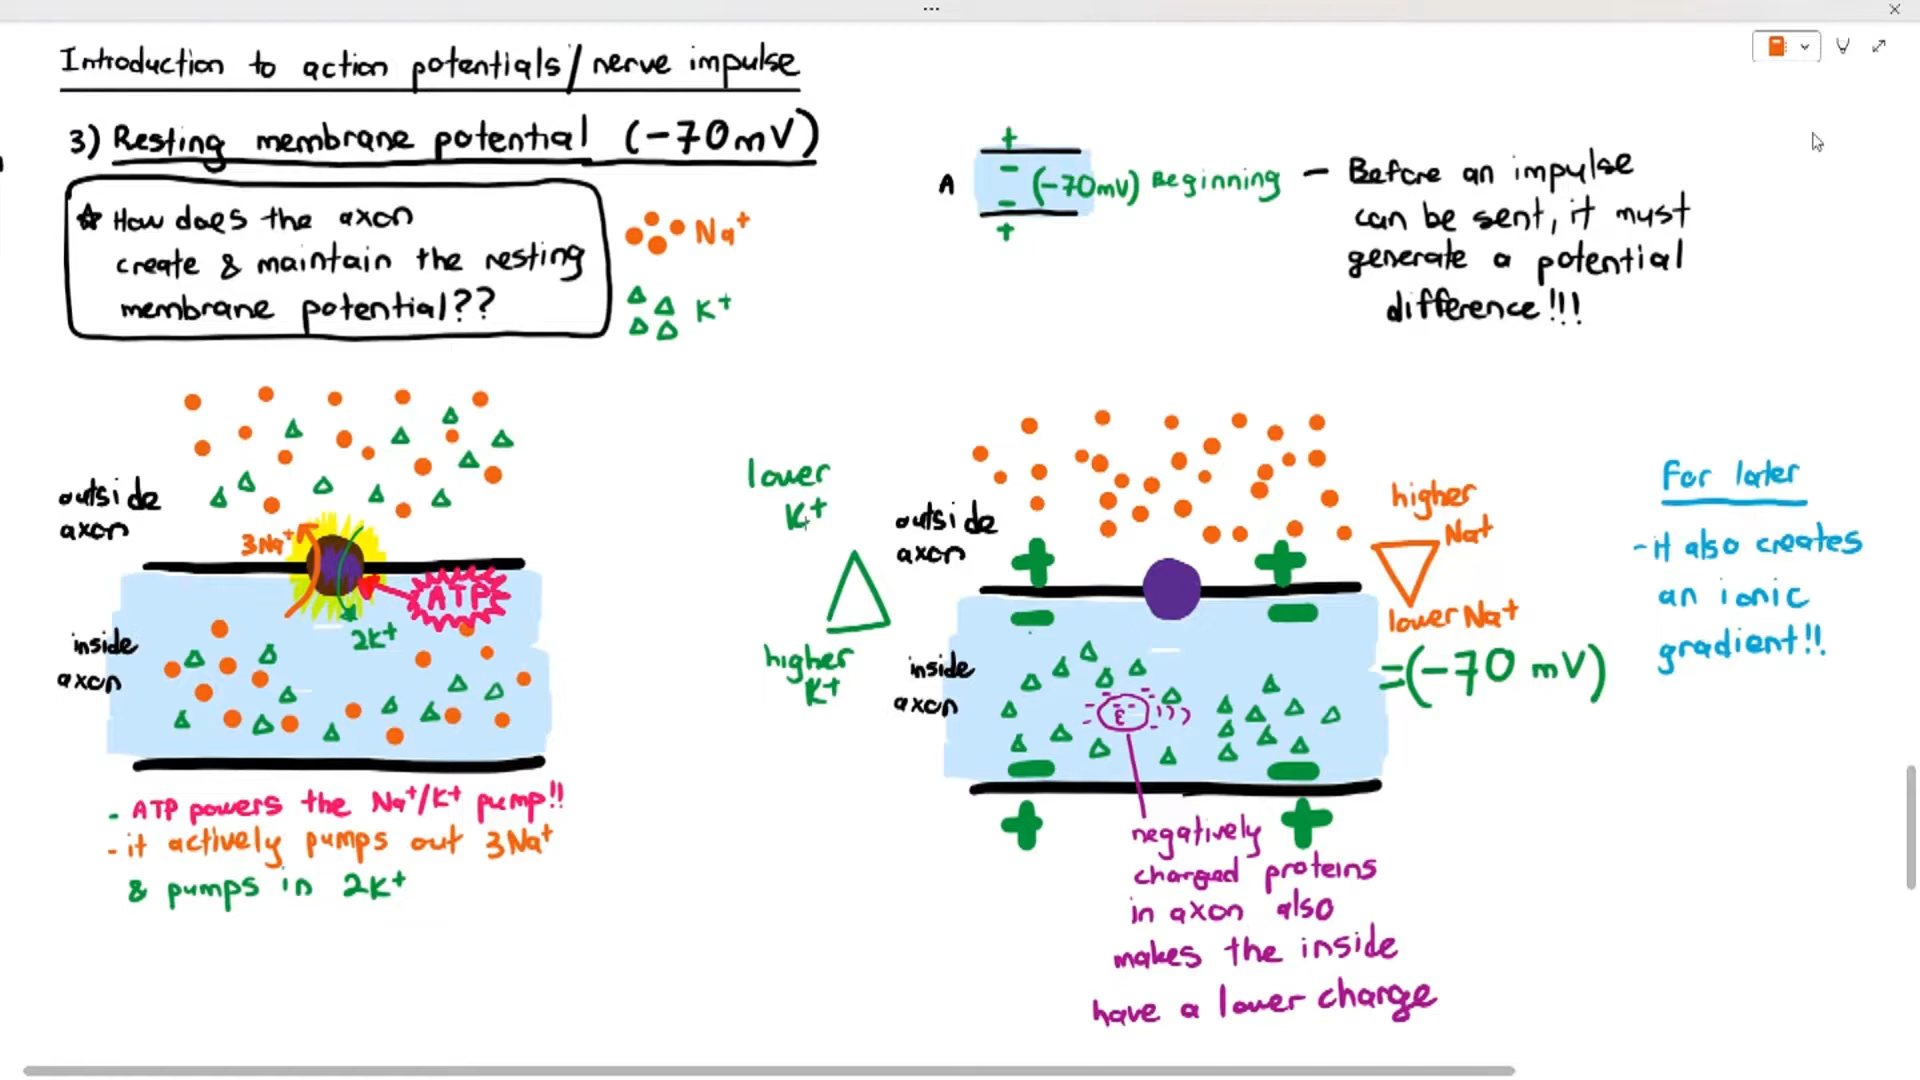 Introduction to action potentials/nerve impulse
3) Resting membrane potential (-70mV)
☆ How does the axon
create & maintain the resting
membrane potential??
Na+
K+
A
+
-
(-70mV) Beginning
-
+
- Before an impulse
can be sent, it must
generate a potential
difference!!!
outside
axon
3Na+
ATP
2K+
inside
axon
- ATP powers the Na+/K+ pump!!
- it actively pumps out 3Na+
& pumps in 2K+
lower
K+
higher
K+
outside
axon
higher
Na+
lower Na+
=(-70 mV)
inside
axon
negatively
charged proteins
in axon also
makes the inside
have a lower charge
For later
- it also creates
an ionic
gradient!!